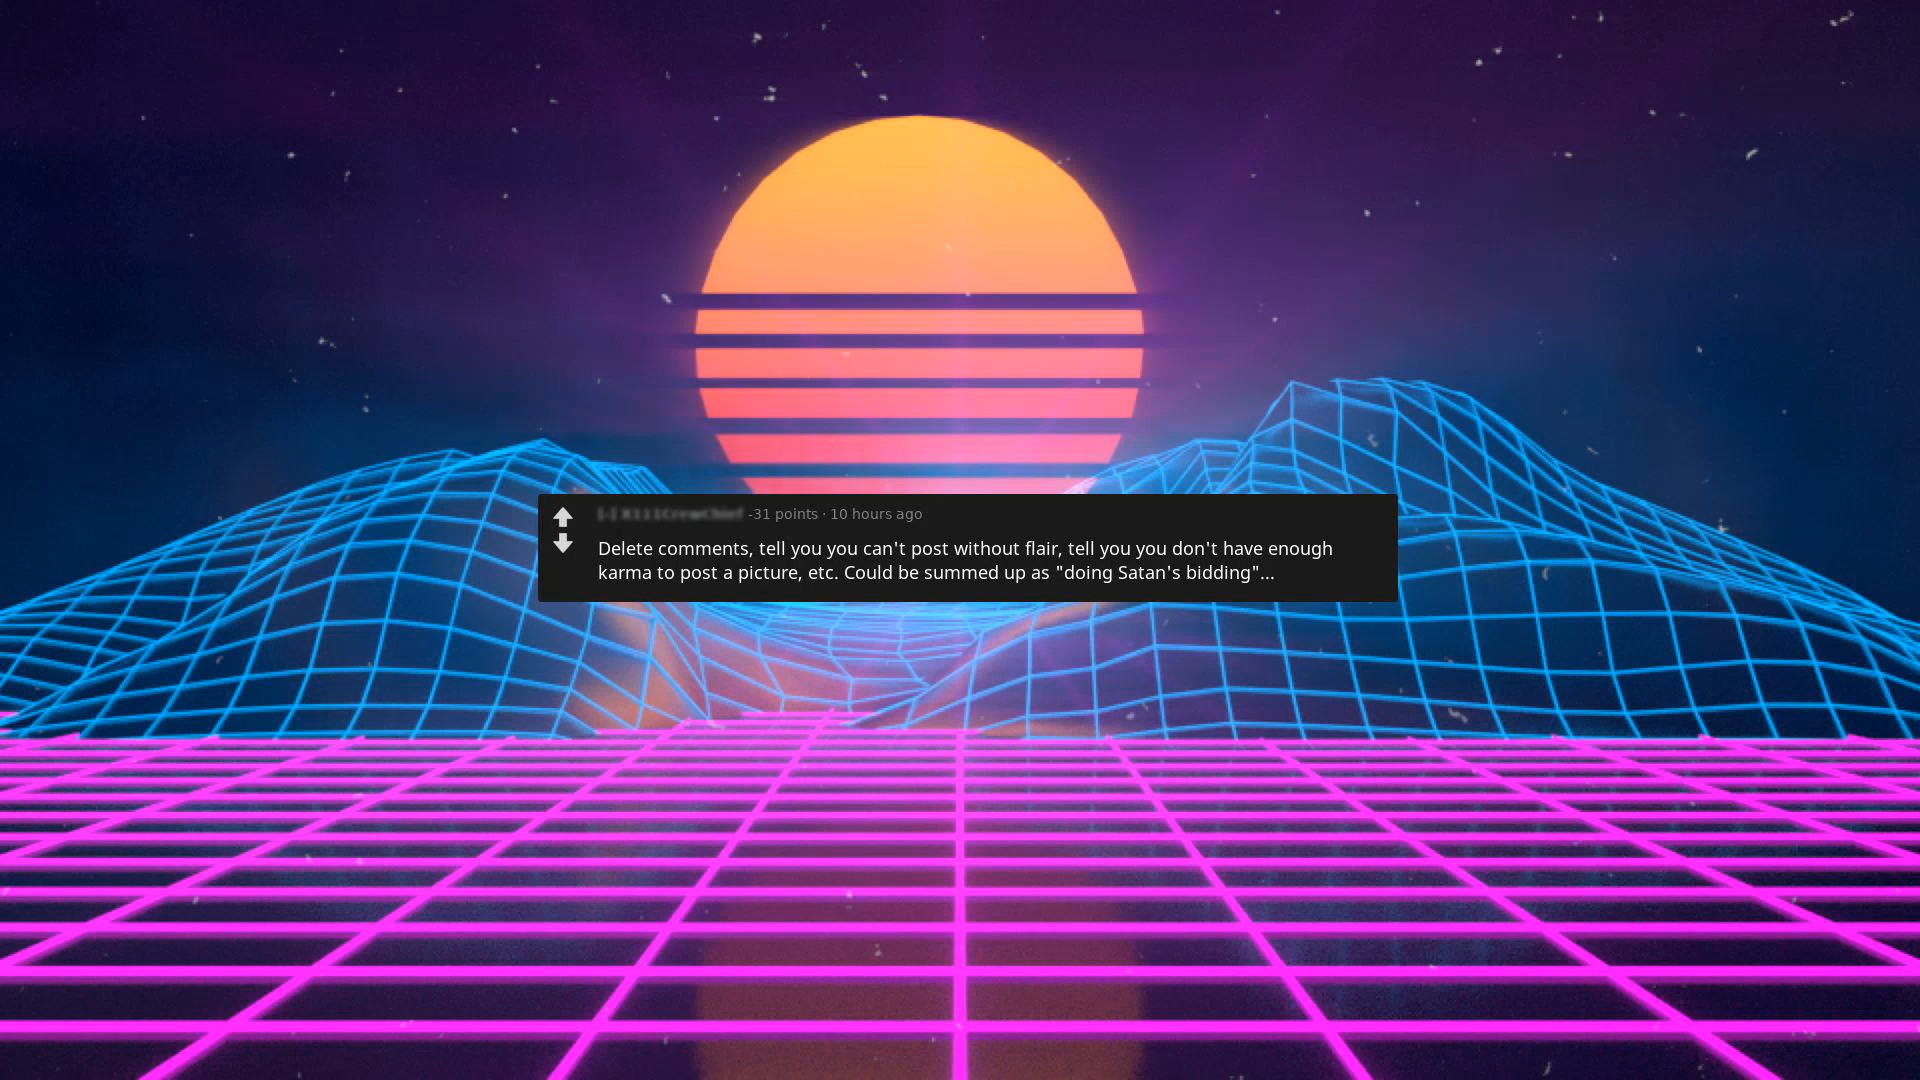 -31 points · 10 hours ago
Delete comments, tell you you can't post without flair, tell you you don't have enough
karma to post a picture, etc. Could be summed up as "doing Satan's bidding"...